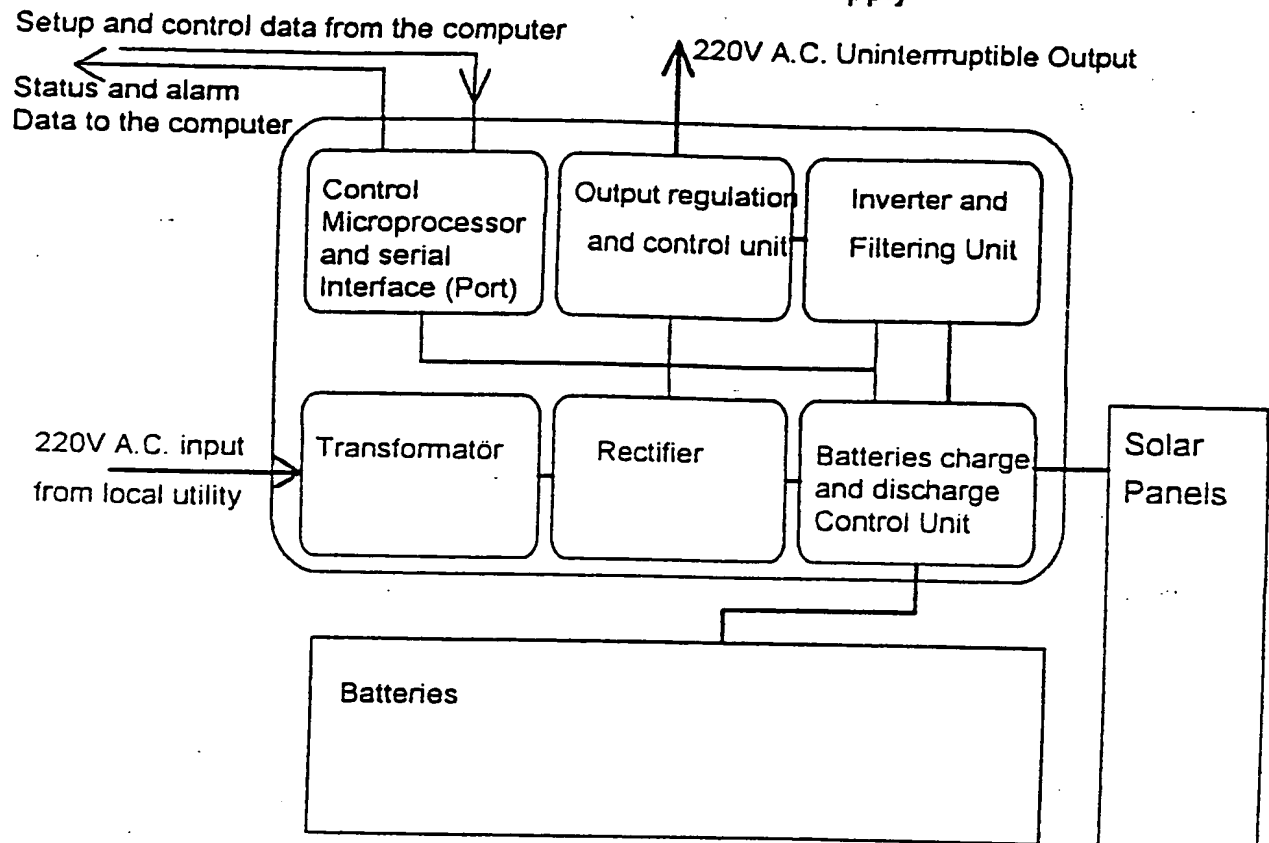 Setup and control data from the computer
220V A.C. Uninterrruptible Output
Status and alarm
Data to the computer
Control
Microprocessor
and serial
Interface (Port)
Output regulation
and control unit
Inverter and
Filtering Unit
220V A.C. input
from local utility
Transformatör
Rectifier
Batteries charge
and discharge
Control Unit
Solar
Panels
Batteries